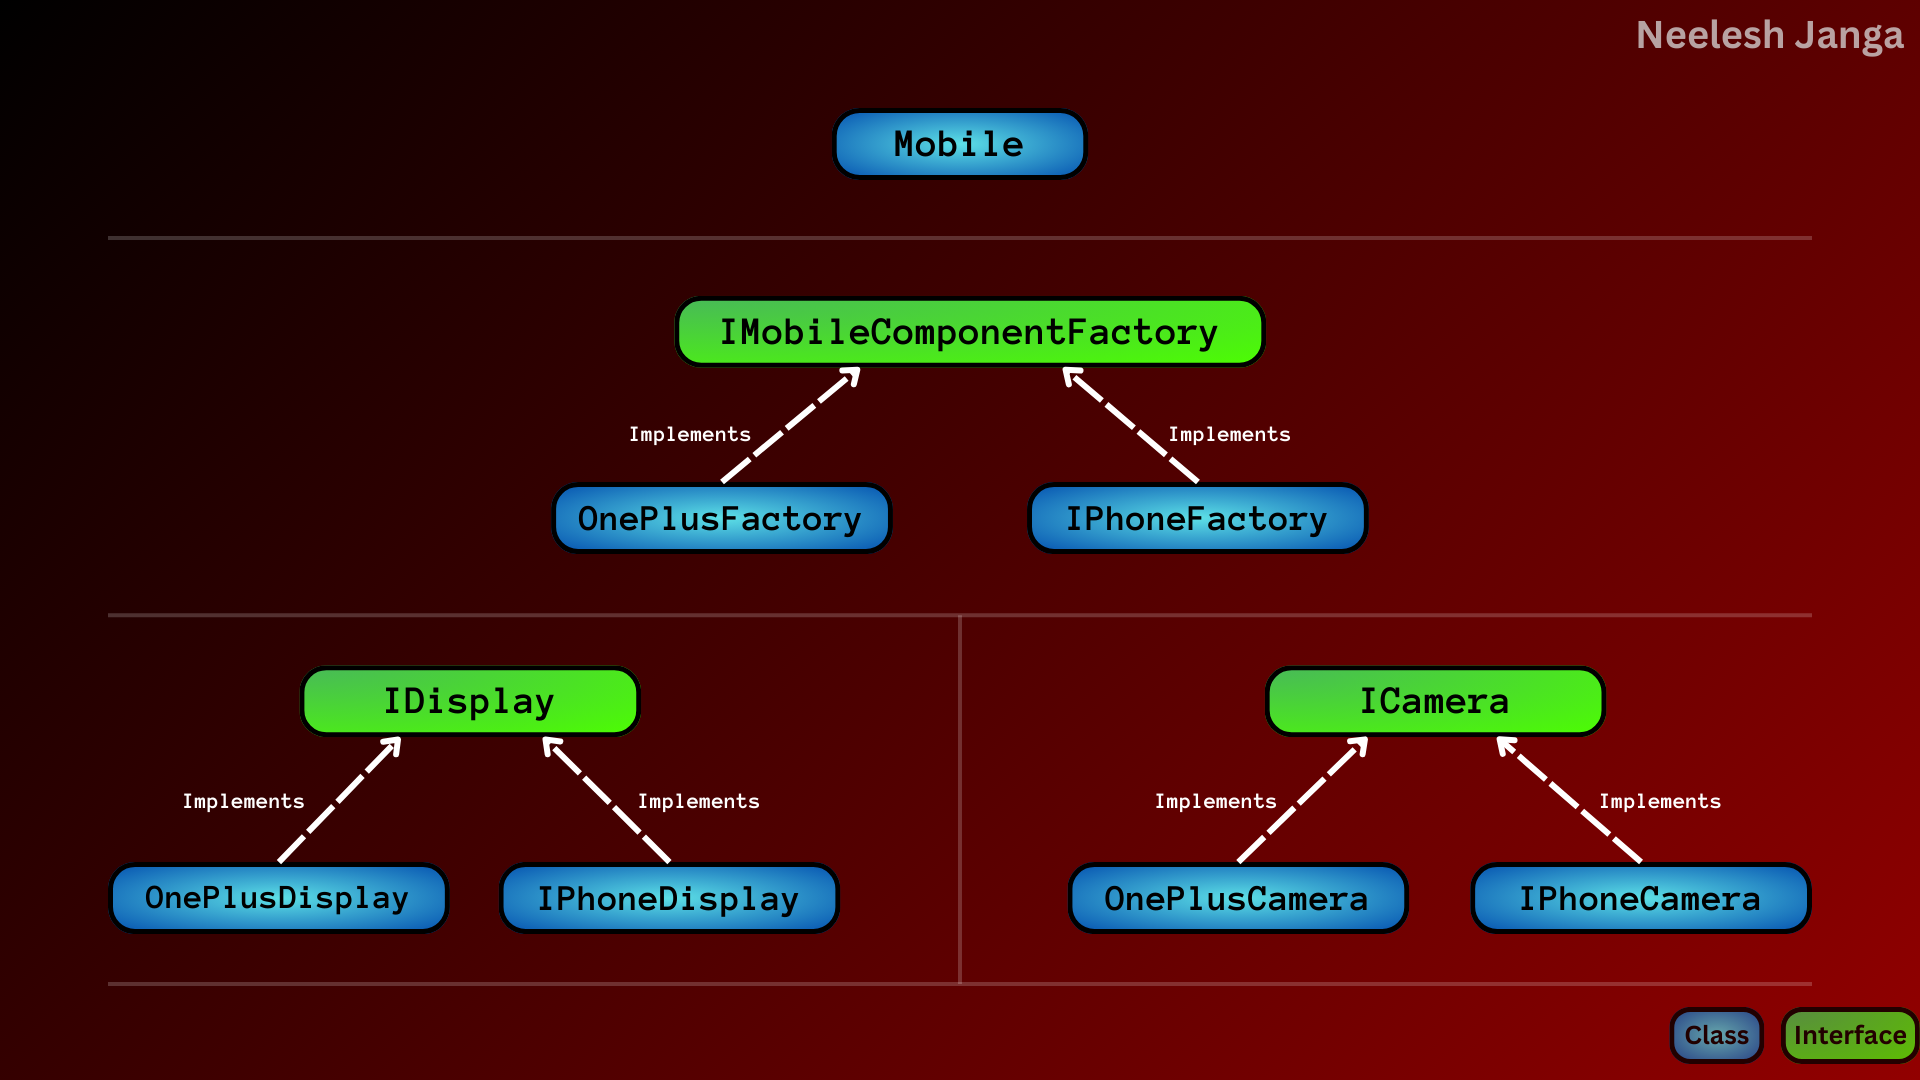 Neelesh Janga
Mobile
IMobileComponentFactory
Implements
Implements
OnePlusFactory
IPhoneFactory
IDisplay
ICamera
Implements
Implements
Implements
Implements
OnePlusDisplay
IPhoneDisplay
OnePlusCamera
IPhoneCamera
Class
Interface